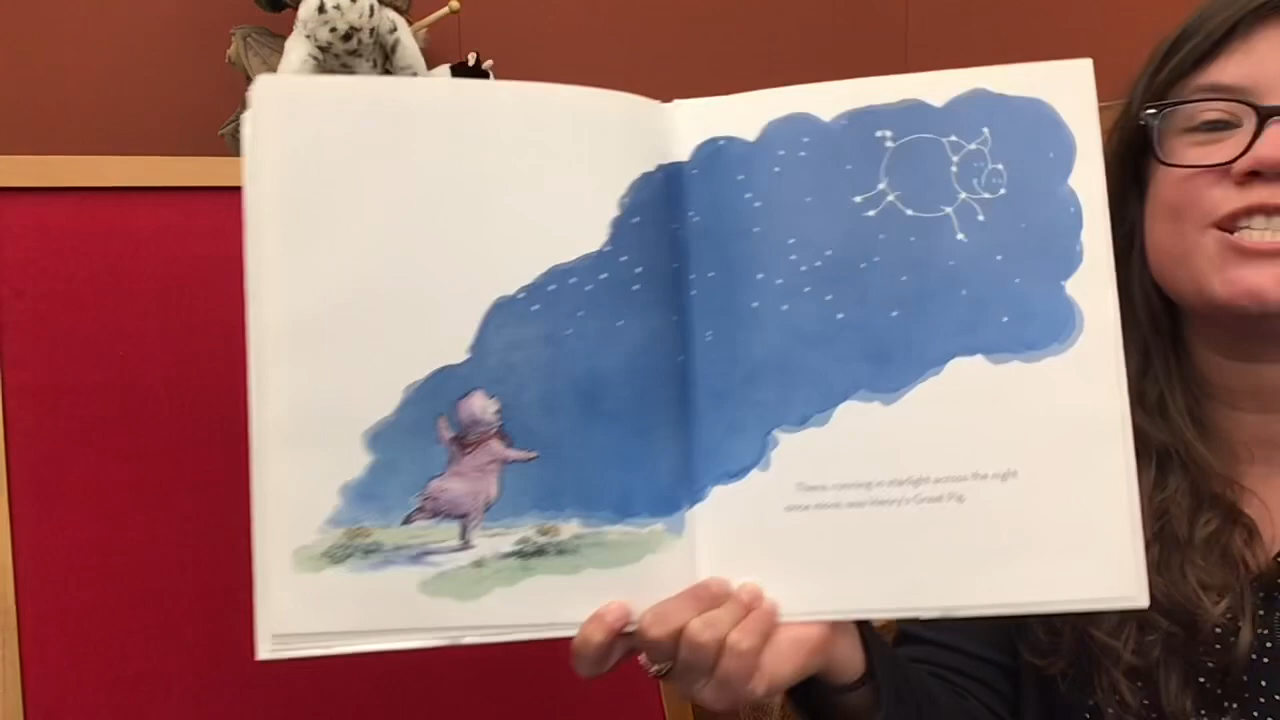 There, running in starlight across the night
once more, was Henry's Great Pig.